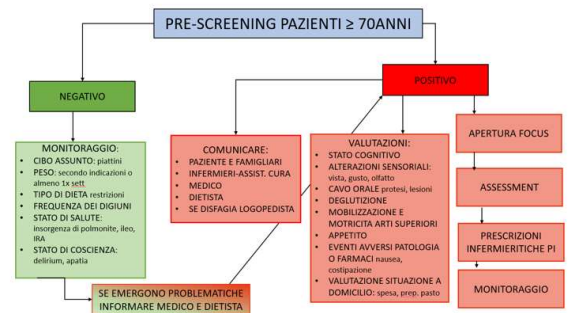 PRE-SCREENING PAZIENTI ≥ 70ANNI
NEGATIVO
POSITIVO
MONITORAGGIO:
• CIBO ASSUNTO: piattini
• PESO: secondo indicazioni o
almeno 1x sett
• TIPO DI DIETA restrizioni
• FREQUENZA DEI DIGIUNI
• STATO DI SALUTE:
insorgenza di polmonite, ileo,
IRA
• STATO DI COSCIENZA:
delirium, apatia
COMUNICARE:
• PAZIENTE E FAMIGLIARI
• INFERMIERI-ASSIST. CURA
• MEDICO
• DIETISTA
• SE DISFAGIA LOGOPEDISTA
VALUTAZIONI:
• STATO COGNITIVO
• ALTERAZIONI SENSORIALI:
vista, gusto, olfatto
• CAVO ORALE protesi, lesioni
• DEGLUTIZIONE
• MOBILIZZAZIONE E
MOTRICITA ARTI SUPERIORI
• APPETITO
• EVENTI AVVERSI PATOLOGIA
O FARMACI nausea,
costipazione
• VALUTAZIONE SITUAZIONE A
DOMICILIO: spesa, prep. pasto
APERTURA FOCUS
ASSESSMENT
PRESCRIZIONI
INFERMIERITICHE PI
MONITORAGGIO
SE EMERGONO PROBLEMATICHE
INFORMARE MEDICO E DIETISTA